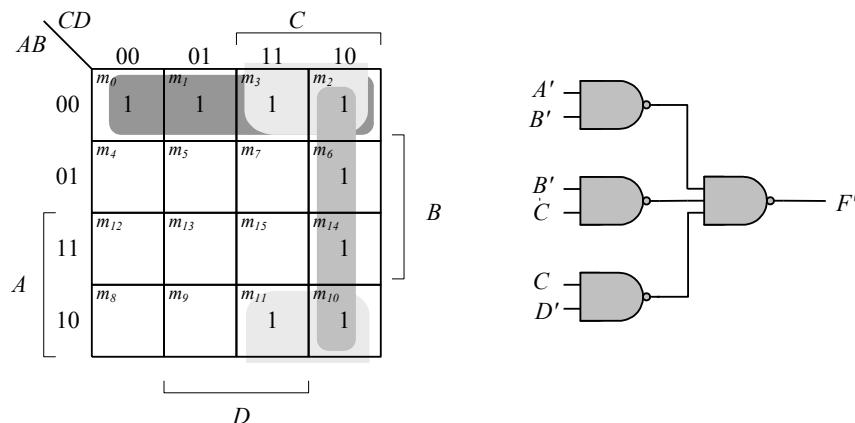 CD
C
AB
00 01 11 10
m0 m1 m3 m2
00 1 1 1 1
m4 m5 m7 m6
01 1
B
m12 m13 m15 m14
11 1
A
m8 m9 m11 m10
10 1 1
D
A'
B'
B'
C
F'
C
D'